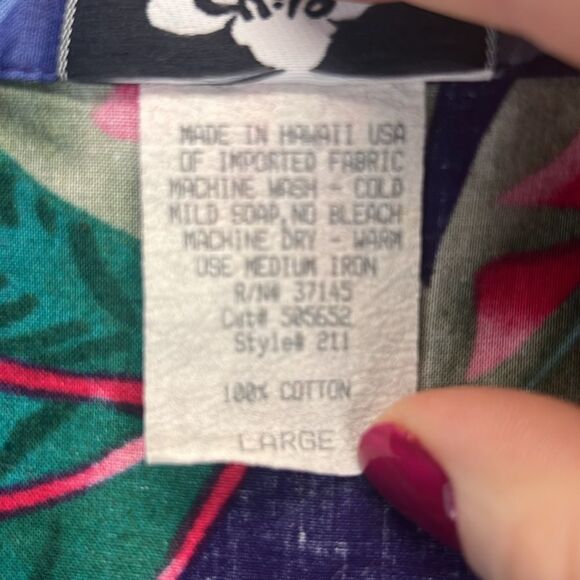 MADE IN HAWAII USA
OF IMPORTED FABRIC
MACHINE WASH - COLD
MILD SOAP, NO BLEACH
MACHINE DRY - WARM
USE MEDIUM IRON
R/N# 37145
Cut# 505652
Style# 211
100% COTTON
LARGE